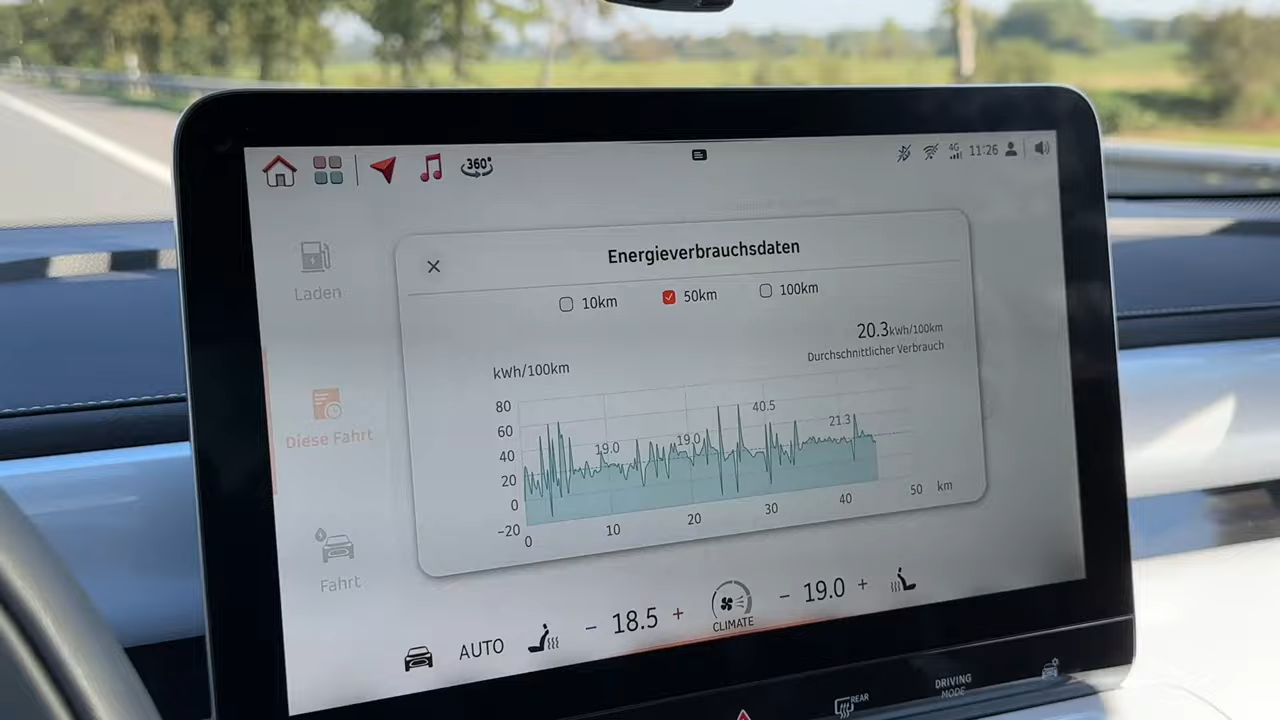 360°
4G
11:26
Laden
Diese Fahrt
Fahrt
Energieverbrauchsdaten
10km
50km
100km
20.3kWh/100km
Durchschnittlicher Verbrauch
kWh/100km
80
60
40
20
0
-20
19.0
19.0
40.5
21.3
0
10
20
30
40
50
km
AUTO
- 18.5 +
CLIMATE
- 19.0 +
REAR
DRIVING
MODE